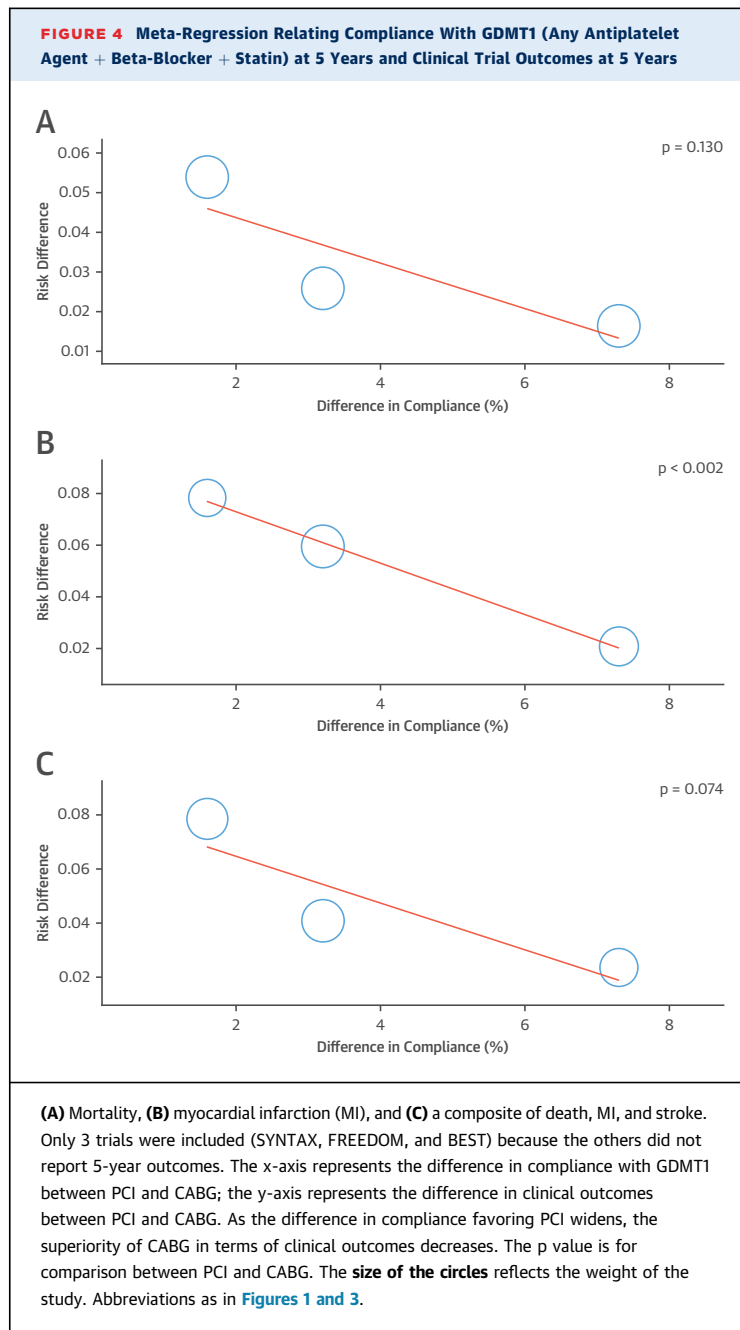 FIGURE 4 Meta-Regression Relating Compliance With GDMT1 (Any Antiplatelet
Agent + Beta-Blocker + Statin) at 5 Years and Clinical Trial Outcomes at 5 Years
A
p = 0.130
0.06
0.05
0.04
0.03
0.02
0.01
Risk Difference
2 4 6 8
Difference in Compliance (%)
B
p < 0.002
0.08
0.06
0.04
0.02
Risk Difference
2 4 6 8
Difference in Compliance (%)
C
p = 0.074
0.08
0.06
0.04
0.02
Risk Difference
2 4 6 8
Difference in Compliance (%)
(A) Mortality, (B) myocardial infarction (MI), and (C) a composite of death, MI, and stroke.
Only 3 trials were included (SYNTAX, FREEDOM, and BEST) because the others did not
report 5-year outcomes. The x-axis represents the difference in compliance with GDMT1
between PCI and CABG; the y-axis represents the difference in clinical outcomes
between PCI and CABG. As the difference in compliance favoring PCI widens, the
superiority of CABG in terms of clinical outcomes decreases. The p value is for
comparison between PCI and CABG. The size of the circles reflects the weight of the
study. Abbreviations as in Figures 1 and 3.